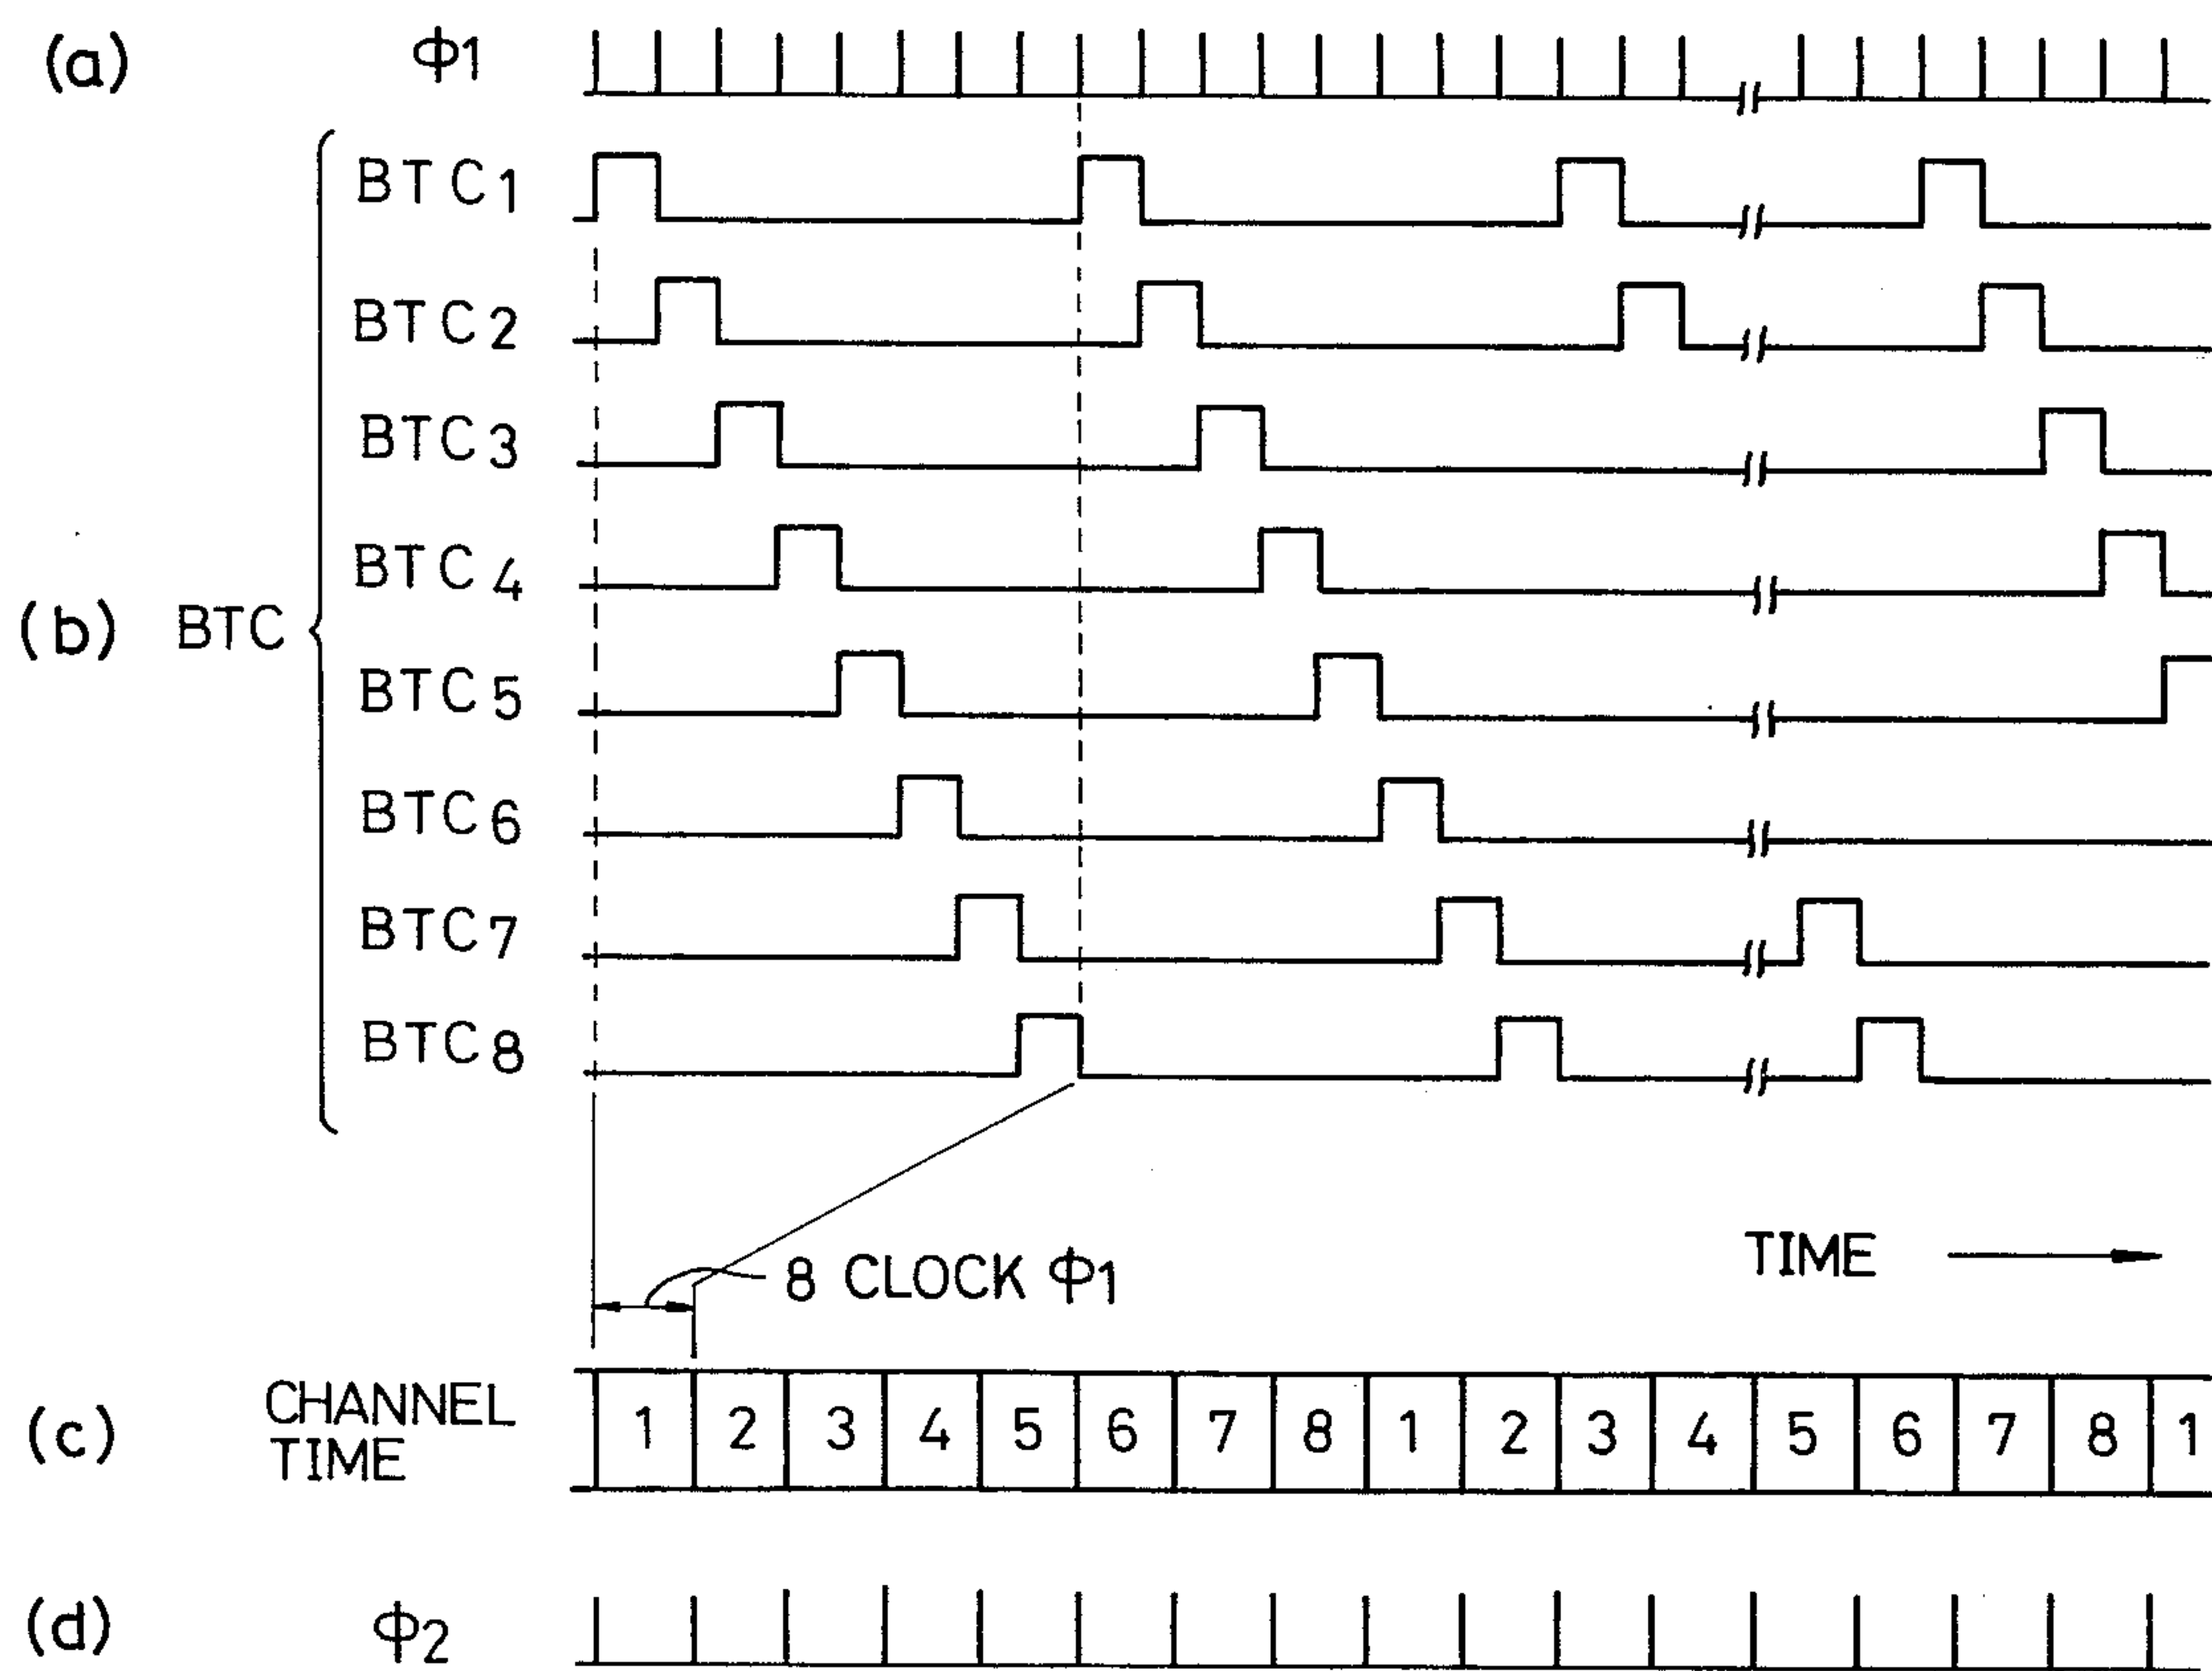 (a) Φ1
BTC1
BTC2
BTC3
BTC4
(b) BTC
BTC5
BTC6
BTC7
BTC8
TIME
8 CLOCK Φ1
(c) CHANNEL TIME
1 2 3 4 5 6 7 8 1 2 3 4 5 6 7 8 1
(d) Φ2